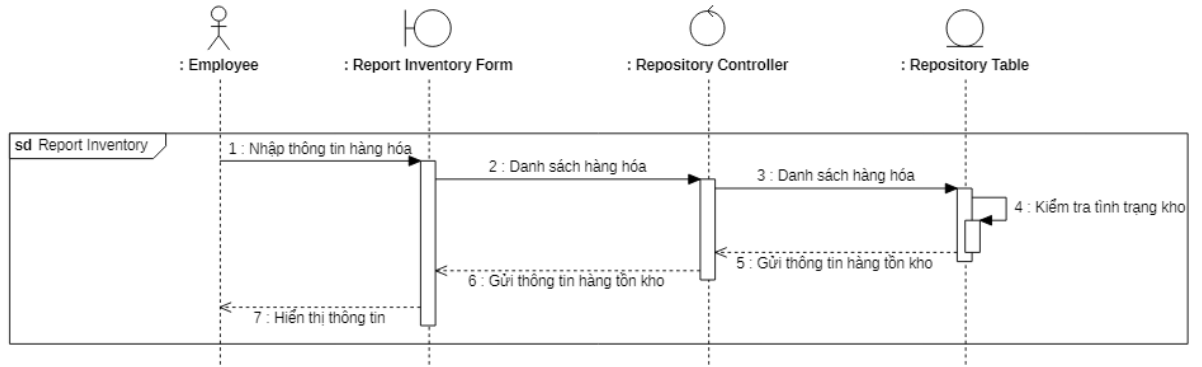 : Employee
: Report Inventory Form
: Repository Controller
: Repository Table
sd Report Inventory
1 : Nhập thông tin hàng hóa
2 : Danh sách hàng hóa
3 : Danh sách hàng hóa
4 : Kiểm tra tình trạng kho
5 : Gửi thông tin hàng tồn kho
6 : Gửi thông tin hàng tồn kho
7 : Hiển thị thông tin